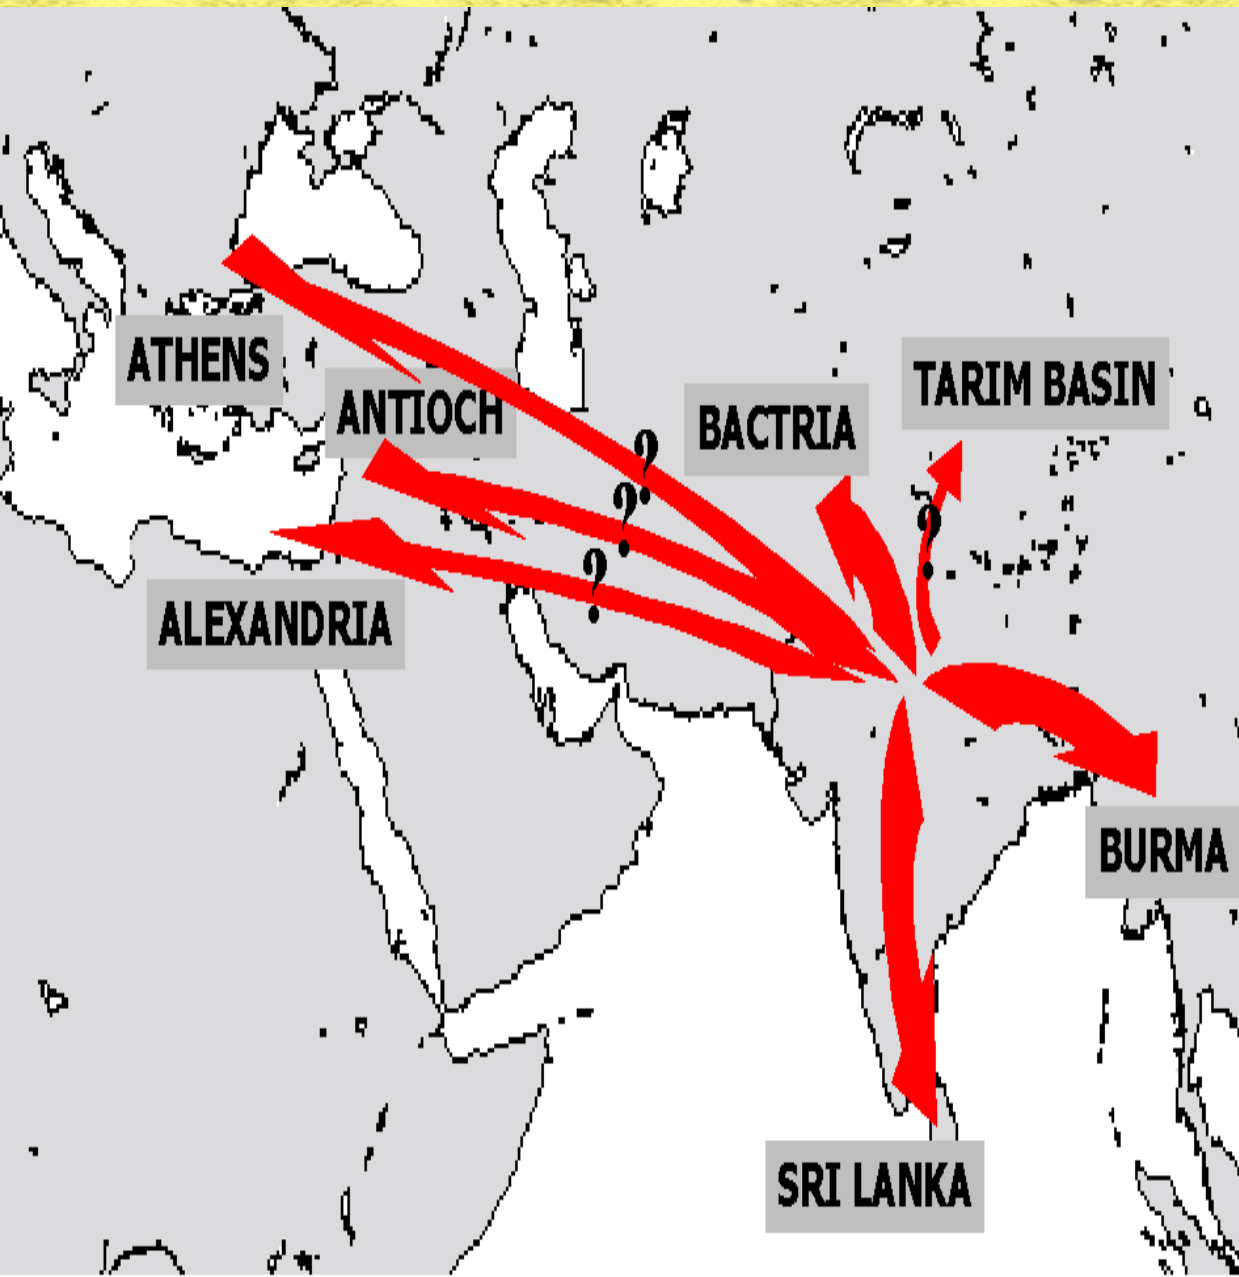 ATHENS
TARIM BASIN
ANTIOCH
BACTRIA
?
?
?
?
ALEXANDRIA
BURMA
SRI LANKA